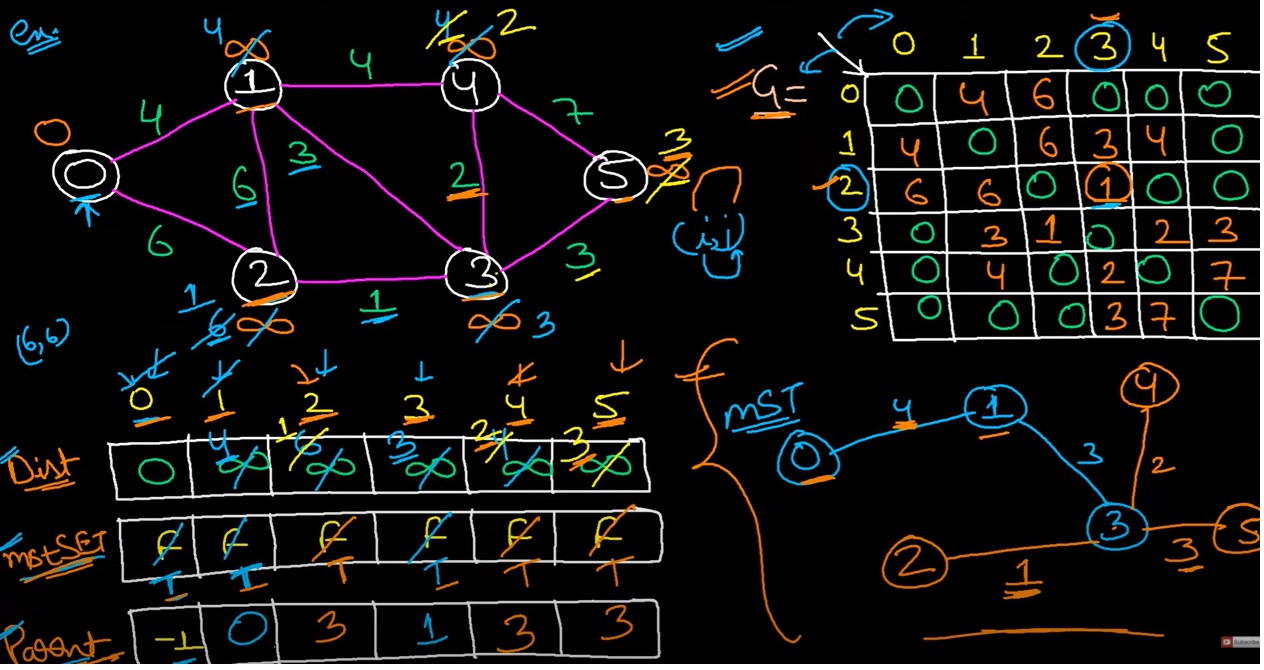 ex:
4 ∞
4 ∞ 2
0 1 2 3 4 5
1 4 4
G=
0 0 4 6 0 0 0
4
7
0
1 4 0 6 3 4 0
3
3
∞
0
6
2
5
2 6 6 0 1 0 0
(i,j)
6
3
3 0 3 1 0 2 3
2
1
3
4 0 4 0 2 0 7
1 6 ∞
∞ 3
5 0 0 0 3 7 0
(6,6)
0 1 2 3 4 5
Dist 0 4 ∞ 1 6 ∞ 3 ∞ 2 4 ∞ 3 ∞
mstSET F F F F F F
T T T T T T
Parent -1 0 3 1 3 3
mST
4
1
4
0
3
2
3
5
2
1
3
Subscribe